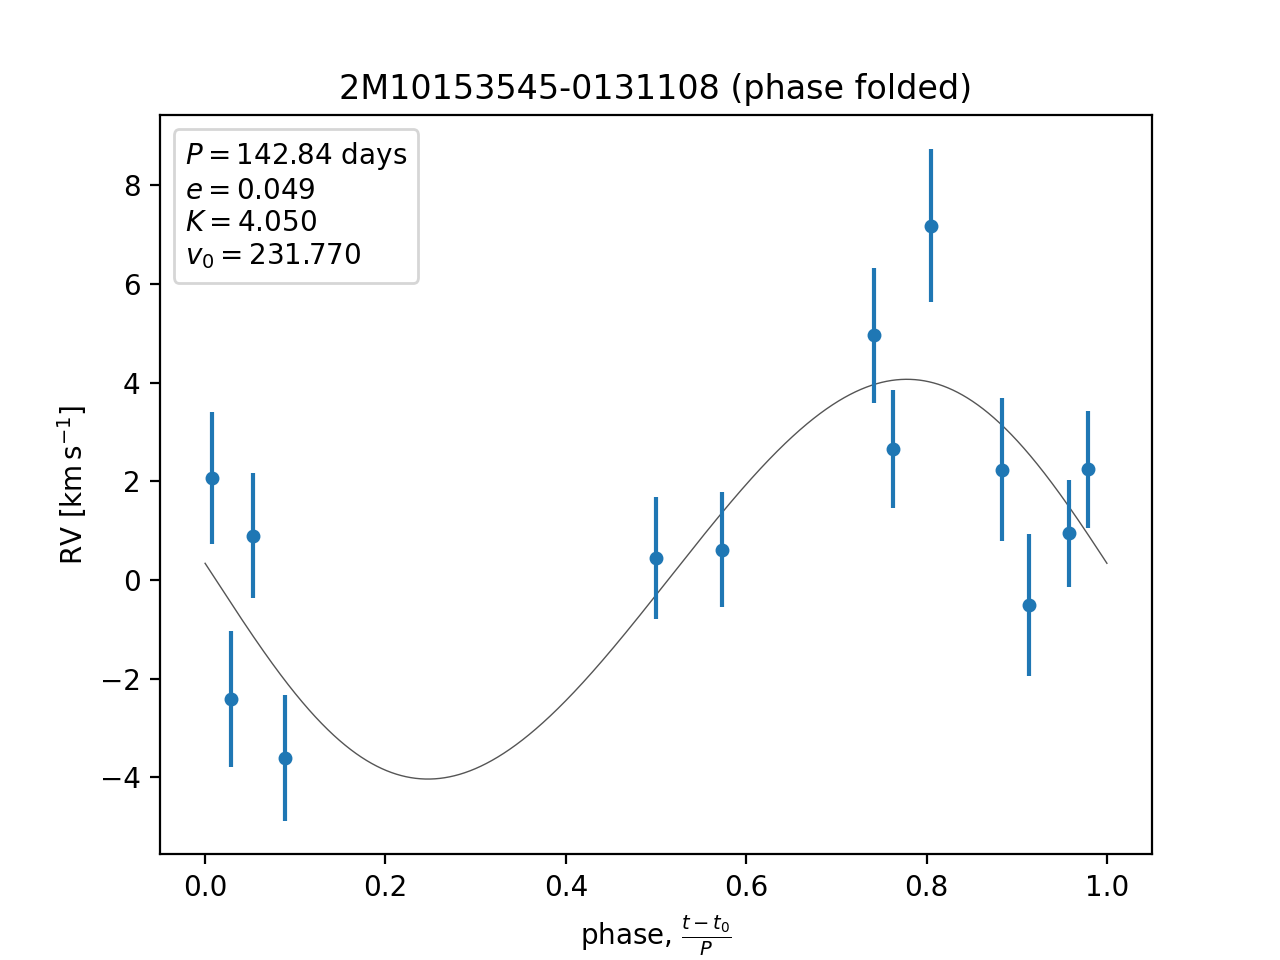 2M10153545-0131108 (phase folded)
P = 142.84 days
e = 0.049
K = 4.050
v₀ = 231.770
8
6
4
2
0
−2
−4
RV [km s⁻¹]
0.0 0.2 0.4 0.6 0.8 1.0
phase, (t − t₀)/P